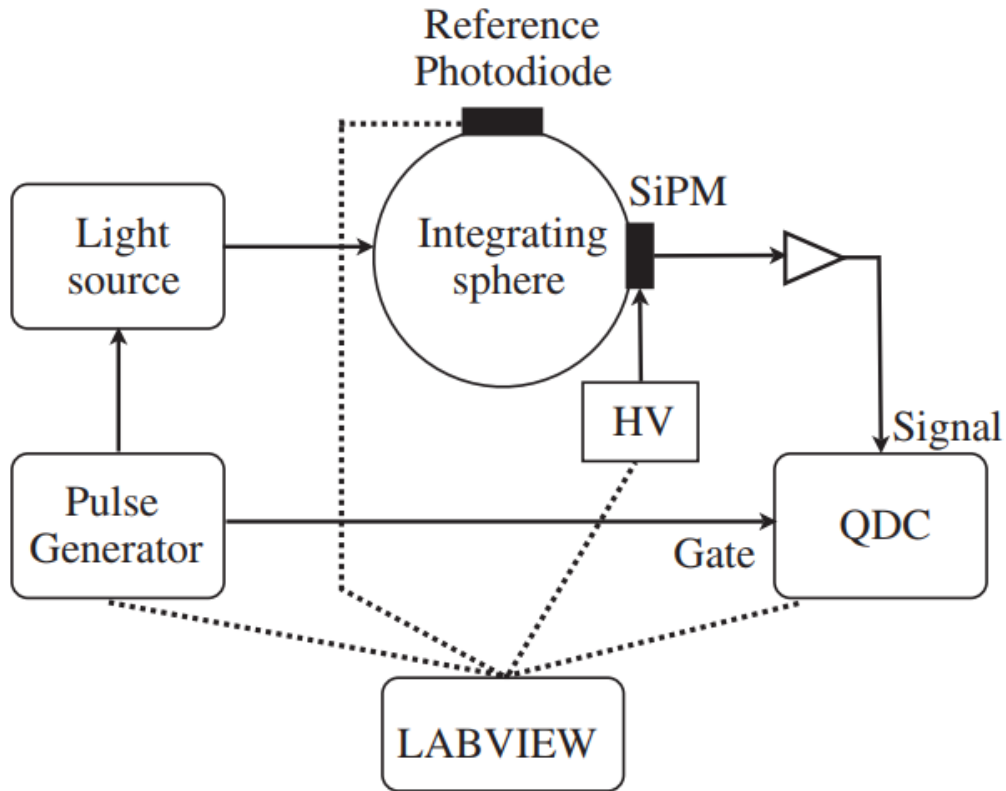 Reference
Photodiode
SiPM
Light
source
Integrating
sphere
HV
Signal
Pulse
Generator
Gate
QDC
LABVIEW